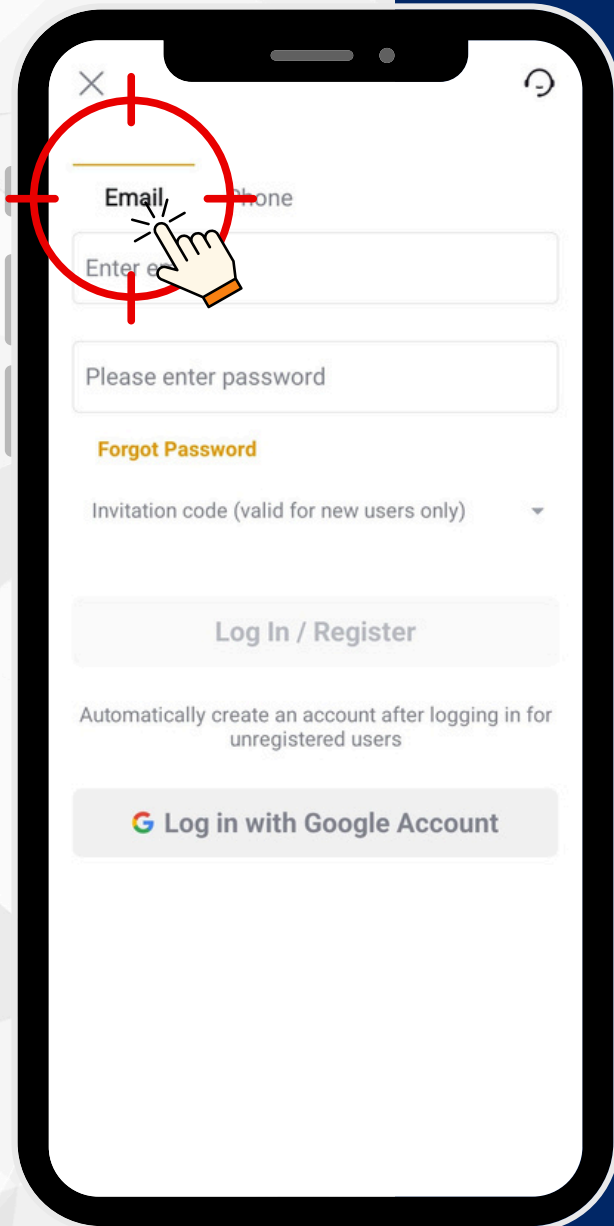 Email
Enter
Please enter password
Forgot Password
Invitation code (valid for new users only)
Log In / Register
Automatically create an account after logging in for
unregistered users
G Log in with Google Account